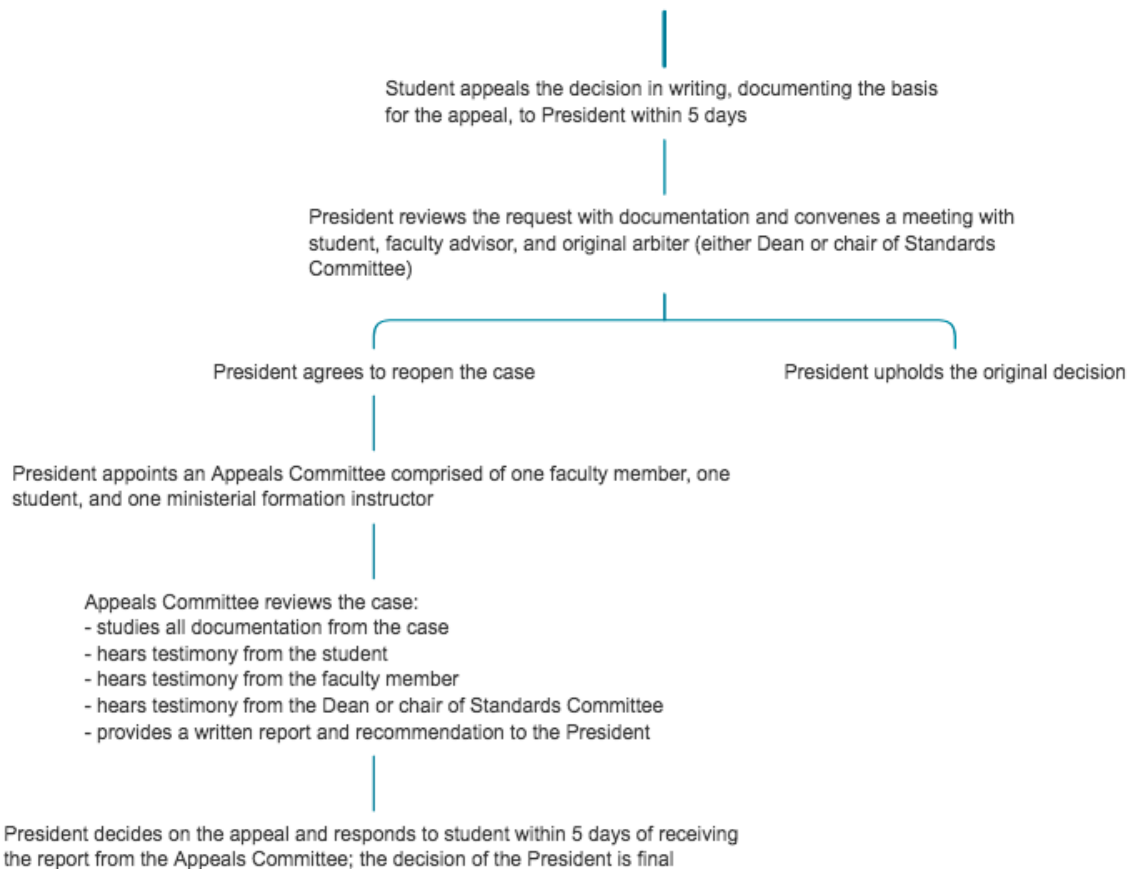 Student appeals the decision in writing, documenting the basis
for the appeal, to President within 5 days
President reviews the request with documentation and convenes a meeting with
student, faculty advisor, and original arbiter (either Dean or chair of Standards
Committee)
President agrees to reopen the case
President upholds the original decision
President appoints an Appeals Committee comprised of one faculty member, one
student, and one ministerial formation instructor
Appeals Committee reviews the case:
- studies all documentation from the case
- hears testimony from the student
- hears testimony from the faculty member
- hears testimony from the Dean or chair of Standards Committee
- provides a written report and recommendation to the President
President decides on the appeal and responds to student within 5 days of receiving
the report from the Appeals Committee; the decision of the President is final